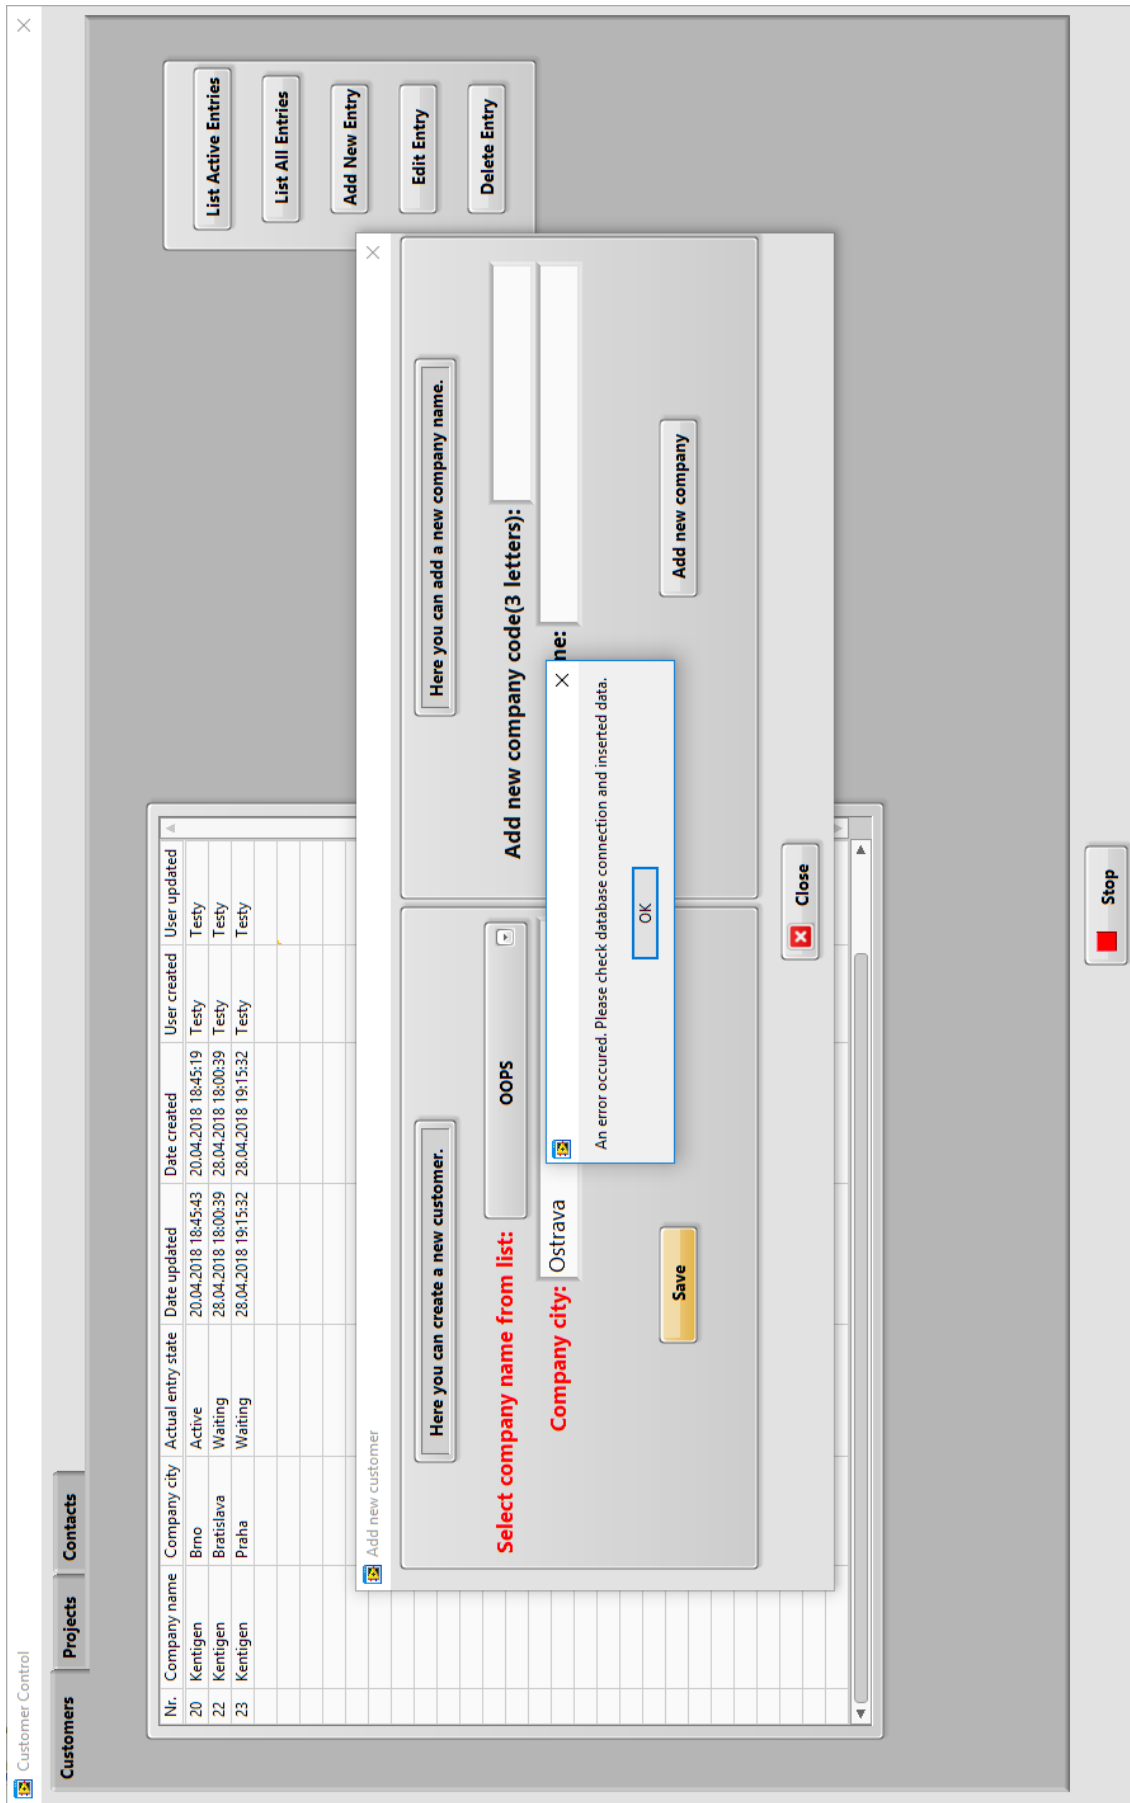 Customer Control
Customers Projects Contacts
Nr. Company name Company city Actual entry state Date updated Date created User created User updated
20 Kentigen Brno Active 20.04.2018 18:45:43 20.04.2018 18:45:19 Testy Testy
22 Kentigen Bratislava Waiting 28.04.2018 18:00:39 28.04.2018 18:00:39 Testy Testy
23 Kentigen Praha Waiting 28.04.2018 19:15:32 28.04.2018 19:15:32 Testy Testy
List Active Entries
List All Entries
Add New Entry
Edit Entry
Delete Entry
Add new customer
Here you can create a new customer.
Select company name from list: OOPS
Company city: Ostrava
Save
Here you can add a new company name.
Add new company code(3 letters):
ne:
Add new company
An error occured. Please check database connection and inserted data.
OK
Close
Stop